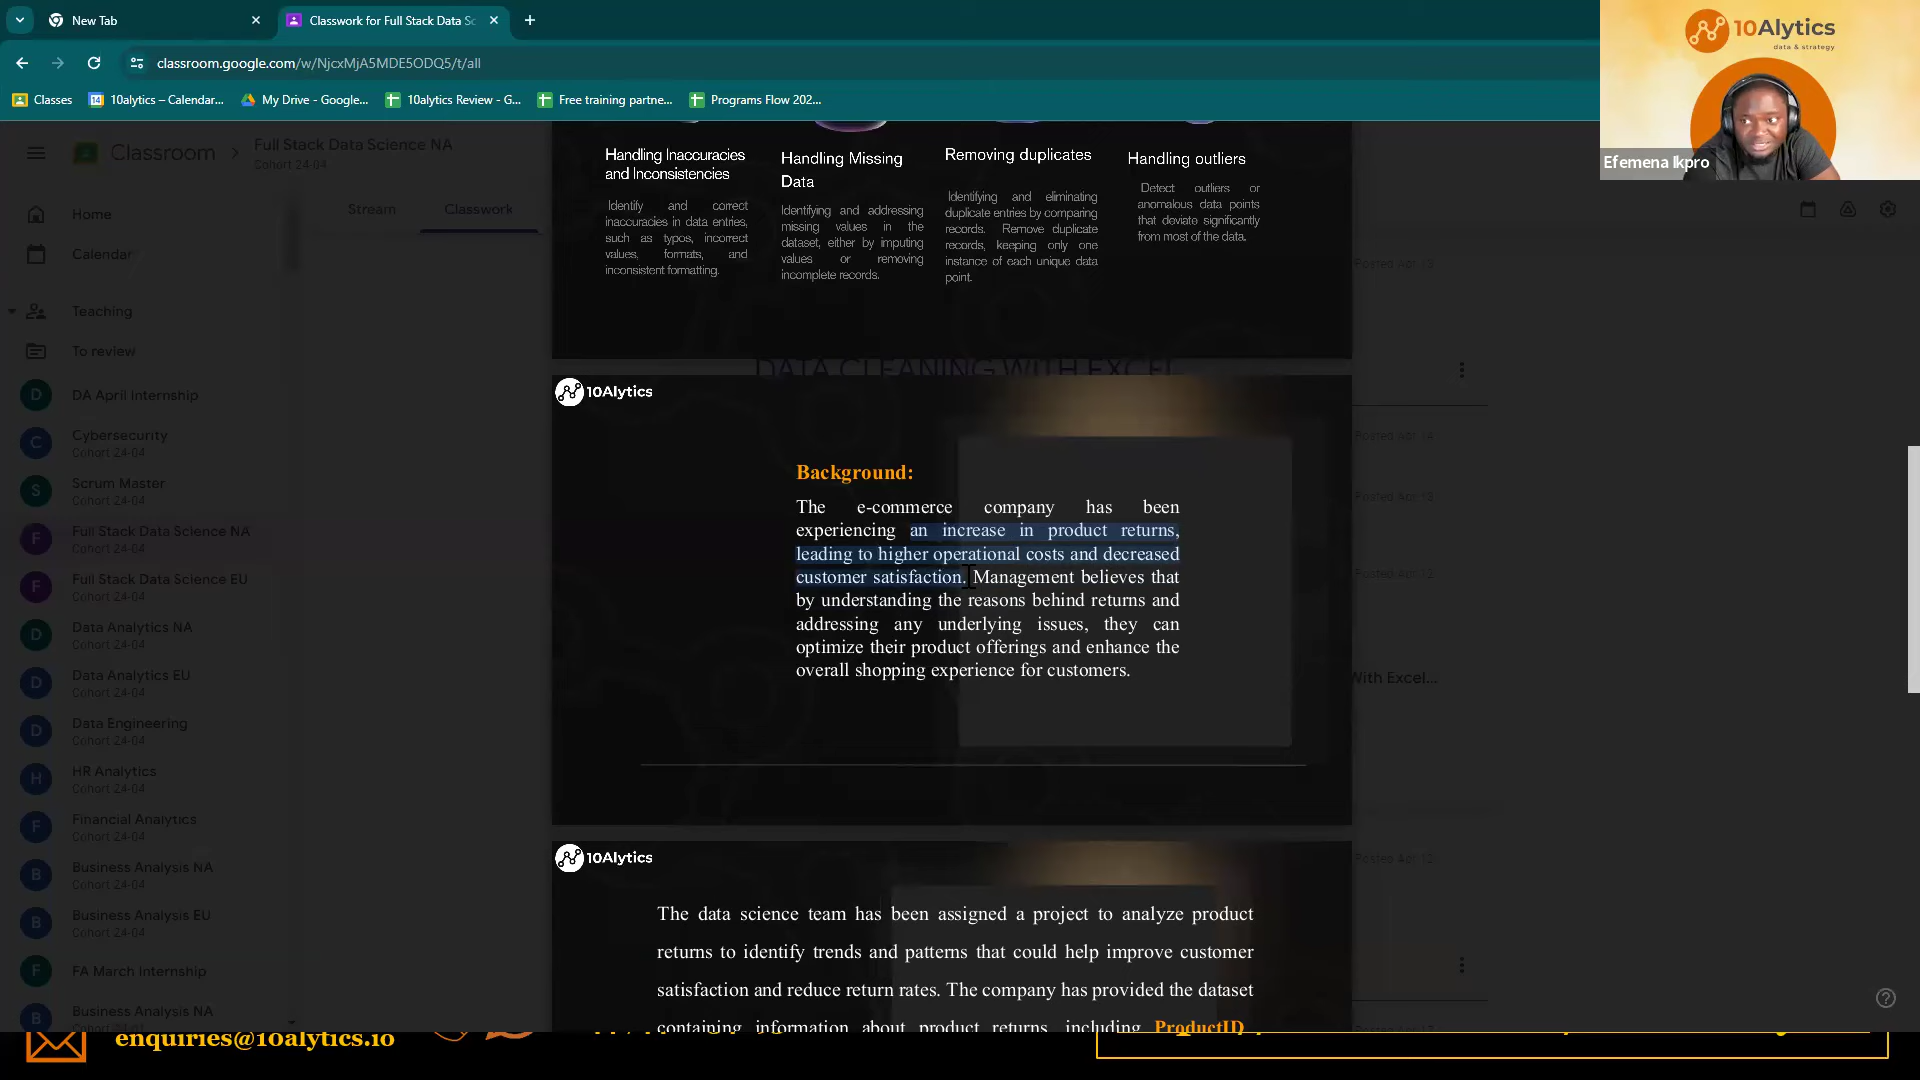 New Tab
Classwork for Full Stack Data Sc
classroom.google.com/w/NjcxMjA5MDE5ODQ5/t/all
Classes
10alytics – Calendar...
My Drive - Google...
10alytics Review - G...
Free training partne...
Programs Flow 202...
10Alytics
data & strategy
Efemena Ikpro
Classroom
Full Stack Data Science NA
Cohort 24-04
Stream
Classwork
Home
Calendar
Teaching
To review
DA April Internship
Cybersecurity
Cohort 24-04
Scrum Master
Cohort 24-04
Full Stack Data Science NA
Cohort 24-04
Full Stack Data Science EU
Cohort 24-04
Data Analytics NA
Cohort 24-04
Data Analytics EU
Cohort 24-04
Data Engineering
Cohort 24-04
HR Analytics
Cohort 24-04
Financial Analytics
Cohort 24-04
Business Analysis NA
Cohort 24-04
Business Analysis EU
Cohort 24-04
FA March Internship
Business Analysis NA
Handling Inaccuracies
and Inconsistencies
Identify and correct
inaccuracies in data entries,
such as typos, incorrect
values, formats, and
inconsistent formatting.
Handling Missing
Data
Identifying and addressing
missing values in the
dataset, either by imputing
values or removing
incomplete records.
Removing duplicates
Identifying and eliminating
duplicate entries by comparing
records. Remove duplicate
records, keeping only one
instance of each unique data
point.
Handling outliers
Detect outliers or
anomalous data points
that deviate significantly
from most of the data.
DATA CLEANING WITH EXCEL
10Alytics
Background:
The e-commerce company has been
experiencing an increase in product returns,
leading to higher operational costs and decreased
customer satisfaction. Management believes that
by understanding the reasons behind returns and
addressing any underlying issues, they can
optimize their product offerings and enhance the
overall shopping experience for customers.
10Alytics
The data science team has been assigned a project to analyze product
returns to identify trends and patterns that could help improve customer
satisfaction and reduce return rates. The company has provided the dataset
containing information about product returns, including ProductID
Posted Apr 14
Posted Apr 12
With Excel...
Posted Apr 12
enquiries@10alytics.io